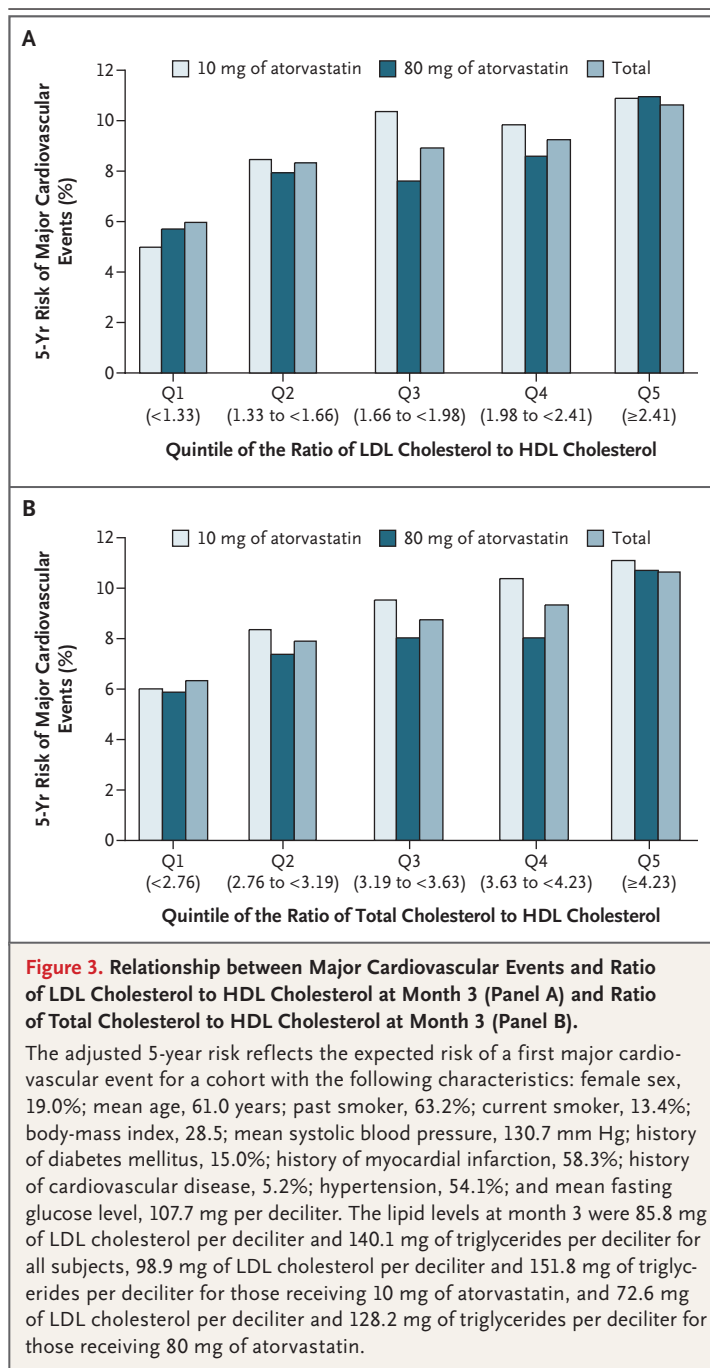 A
10 mg of atorvastatin 80 mg of atorvastatin Total
5-Yr Risk of Major Cardiovascular
Events (%)
12
10
8
6
4
2
0
Q1 Q2 Q3 Q4 Q5
(<1.33) (1.33 to <1.66) (1.66 to <1.98) (1.98 to <2.41) (≥2.41)
Quintile of the Ratio of LDL Cholesterol to HDL Cholesterol
B
10 mg of atorvastatin 80 mg of atorvastatin Total
5-Yr Risk of Major Cardiovascular
Events (%)
12
10
8
6
4
2
0
Q1 Q2 Q3 Q4 Q5
(<2.76) (2.76 to <3.19) (3.19 to <3.63) (3.63 to <4.23) (≥4.23)
Quintile of the Ratio of Total Cholesterol to HDL Cholesterol
Figure 3. Relationship between Major Cardiovascular Events and Ratio
of LDL Cholesterol to HDL Cholesterol at Month 3 (Panel A) and Ratio
of Total Cholesterol to HDL Cholesterol at Month 3 (Panel B).
The adjusted 5-year risk reflects the expected risk of a first major cardio-
vascular event for a cohort with the following characteristics: female sex,
19.0%; mean age, 61.0 years; past smoker, 63.2%; current smoker, 13.4%;
body-mass index, 28.5; mean systolic blood pressure, 130.7 mm Hg; history
of diabetes mellitus, 15.0%; history of myocardial infarction, 58.3%; history
of cardiovascular disease, 5.2%; hypertension, 54.1%; and mean fasting
glucose level, 107.7 mg per deciliter. The lipid levels at month 3 were 85.8 mg
of LDL cholesterol per deciliter and 140.1 mg of triglycerides per deciliter for
all subjects, 98.9 mg of LDL cholesterol per deciliter and 151.8 mg of triglyc-
erides per deciliter for those receiving 10 mg of atorvastatin, and 72.6 mg
of LDL cholesterol per deciliter and 128.2 mg of triglycerides per deciliter for
those receiving 80 mg of atorvastatin.